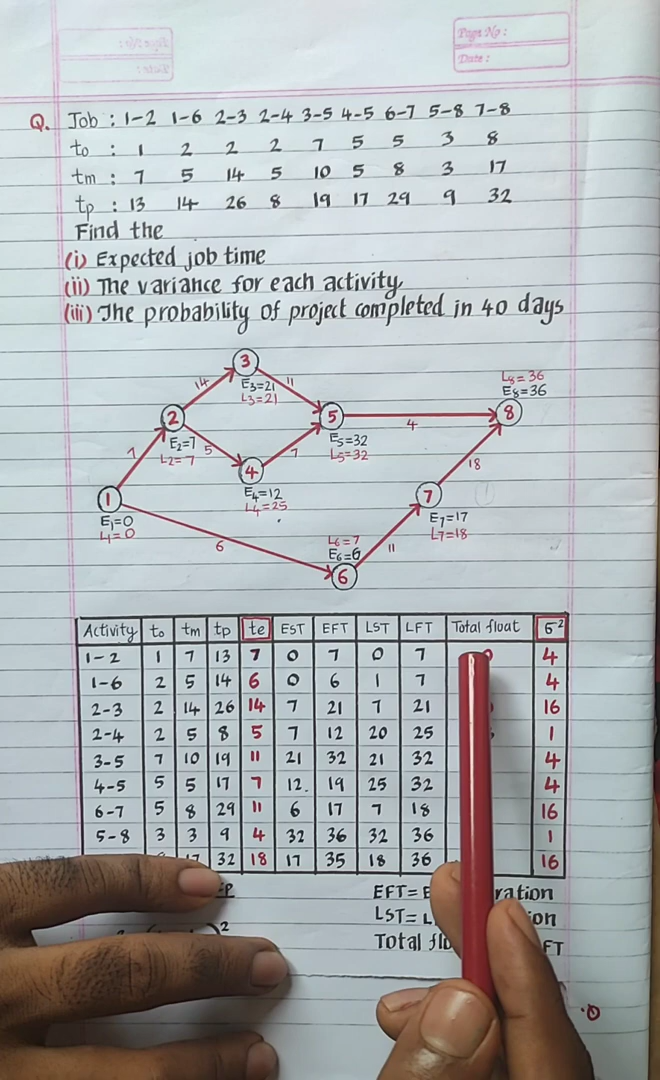 Page No :
Date :
Q. Job : 1-2 1-6 2-3 2-4 3-5 4-5 6-7 5-8 7-8
to : 1 2 2 2 7 5 5 3 8
tm : 7 5 14 5 10 5 8 3 17
tp : 13 14 26 8 19 17 29 9 32
Find the
(i) Expected job time
(ii) The variance for each activity
(iii) The probability of project completed in 40 days
L8=36
E8=36
3
14
11
E3=21
L3=21
2
5
8
4
E2=7
L2=7
5
7
7
E5=32
L5=32
4
18
E4=12
L4=25
1
7
E1=0
L1=0
E7=17
L7=18
6
L6=7
E6=6
11
6
Activity to tm tp te EST EFT LST LFT Total float σ²
1-2 1 7 13 7 0 7 0 7 4
1-6 2 5 14 6 0 6 1 7 4
2-3 2 14 26 14 7 21 7 21 16
2-4 2 5 8 5 7 12 20 25 1
3-5 7 10 19 11 21 32 21 32 4
4-5 5 5 17 7 12 19 25 32 4
6-7 5 8 29 11 6 17 7 18 16
5-8 3 3 9 4 32 36 32 36 1
32 18 17 35 18 36 16
EFT=
LST=
Total
FT